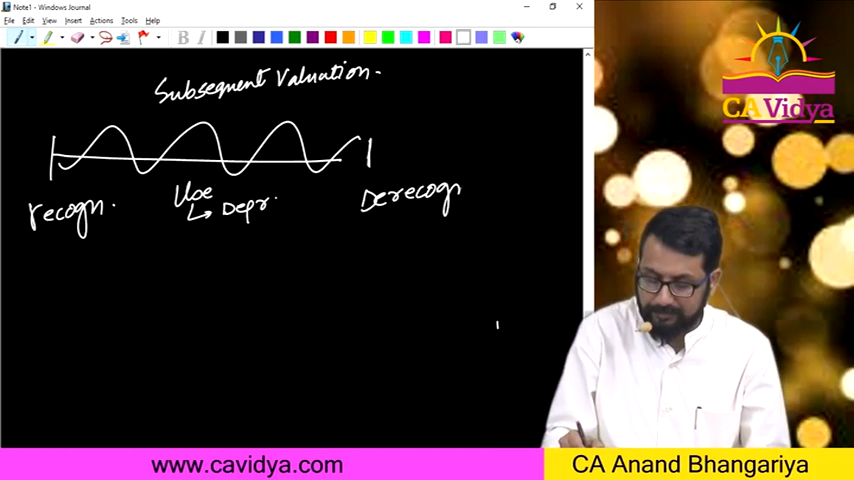 Note1 - Windows Journal
File Edit View Insert Actions Tools Help
B I
Subsequent Valuation.
recogn.
Use
↳ Depr.
Derecogn
CA Vidya
www.cavidya.com
CA Anand Bhangariya